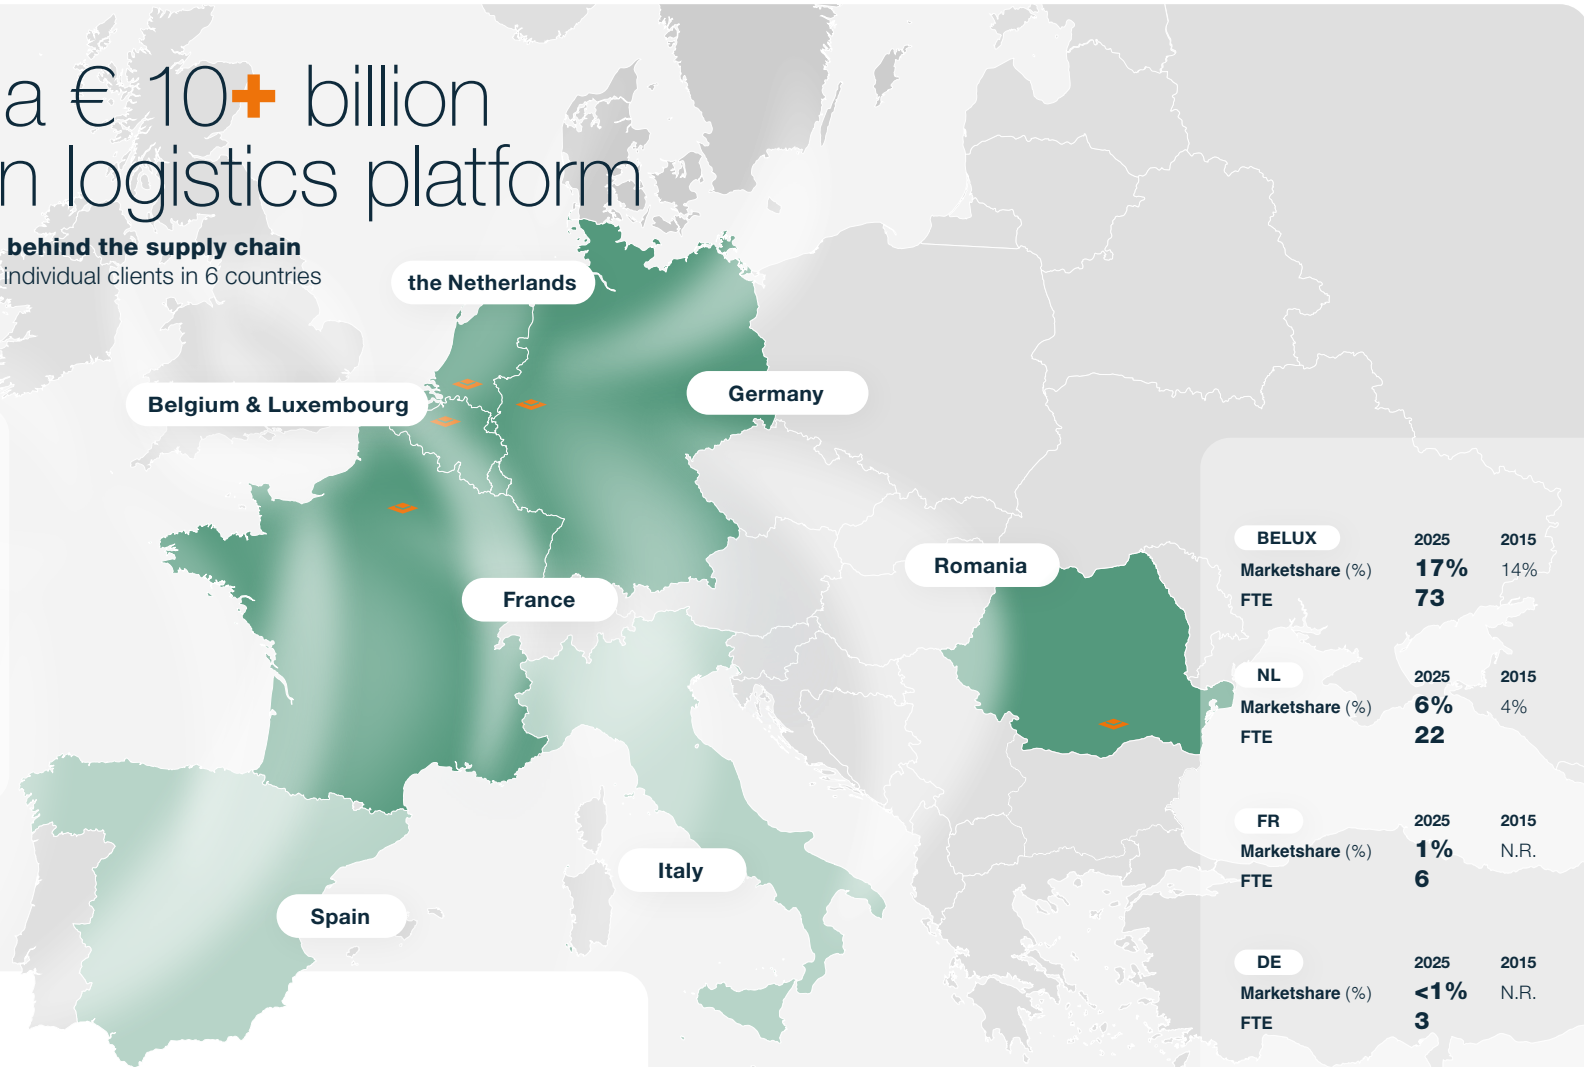 a € 10+ billion
n logistics platform
behind the supply chain
individual clients in 6 countries
the Netherlands
Belgium & Luxembourg
Germany
Romania
France
Italy
Spain
BELUX 2025 2015
Marketshare (%) 17% 14%
FTE 73
NL 2025 2015
Marketshare (%) 6% 4%
FTE 22
FR 2025 2015
Marketshare (%) 1% N.R.
FTE 6
DE 2025 2015
Marketshare (%) <1% N.R.
FTE 3